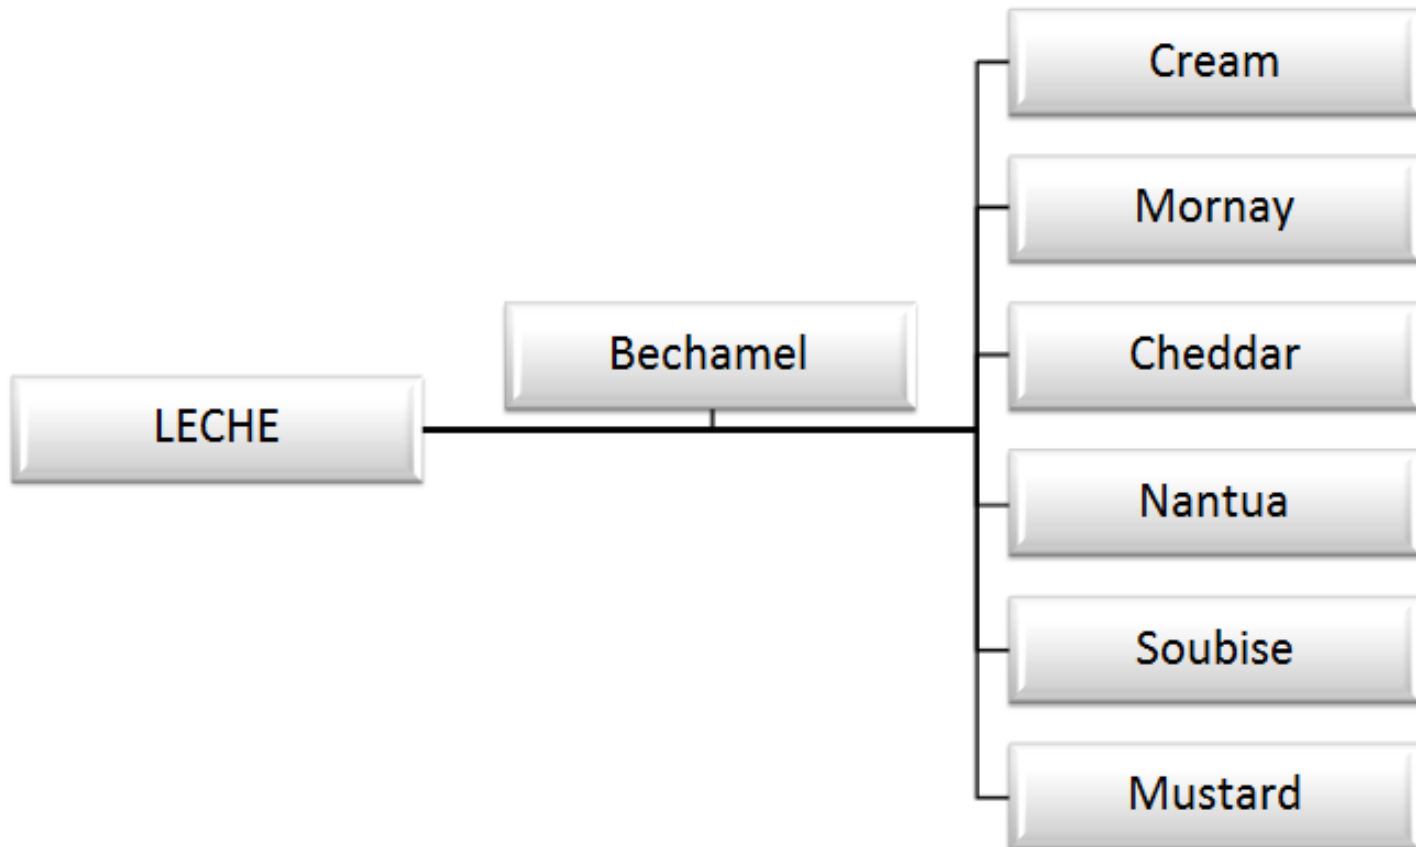 LECHE
Bechamel
Cream
Mornay
Cheddar
Nantua
Soubise
Mustard